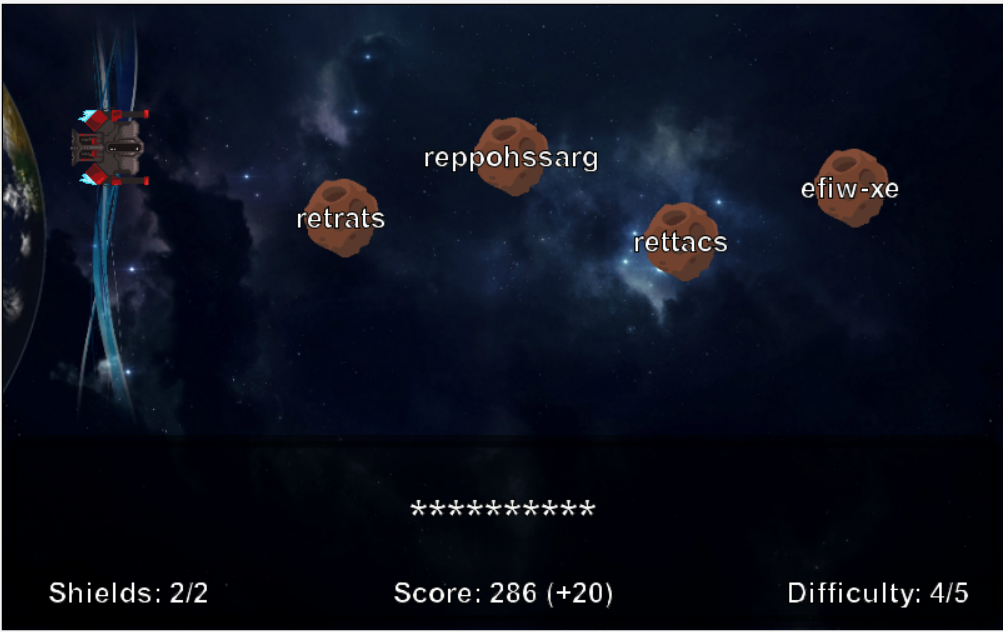 reppohssarg
efiw-xe
retrats
rettacs
**********
Shields: 2/2
Score: 286 (+20)
Difficulty: 4/5